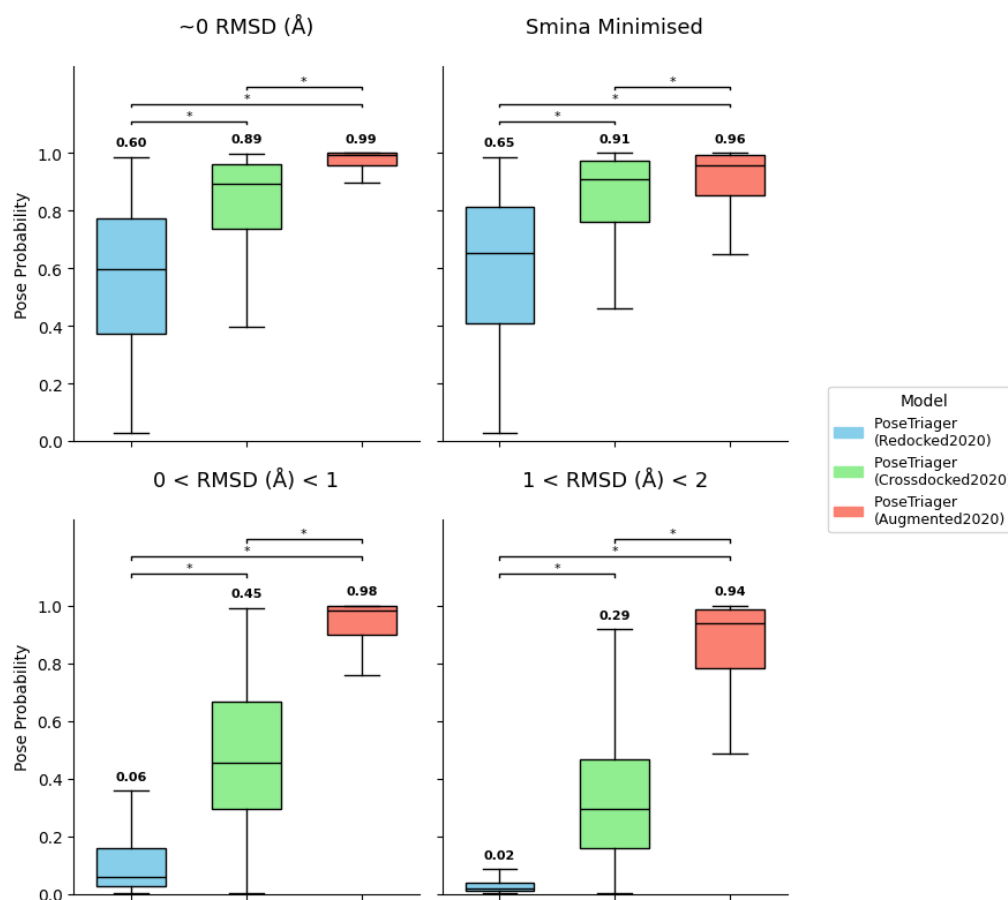 ~0 RMSD (Å)
Smina Minimised
*
*
*
*
*
*
0.60
0.89
0.99
0.65
0.91
0.96
1.0
0.8
0.6
0.4
0.2
0.0
Pose Probability
Model
PoseTriager
(Redocked2020)
PoseTriager
(Crossdocked2020
PoseTriager
(Augmented2020)
0 < RMSD (Å) < 1
1 < RMSD (Å) < 2
*
*
*
*
*
*
0.06
0.45
0.98
0.02
0.29
0.94
1.0
0.8
0.6
0.4
0.2
0.0
Pose Probability